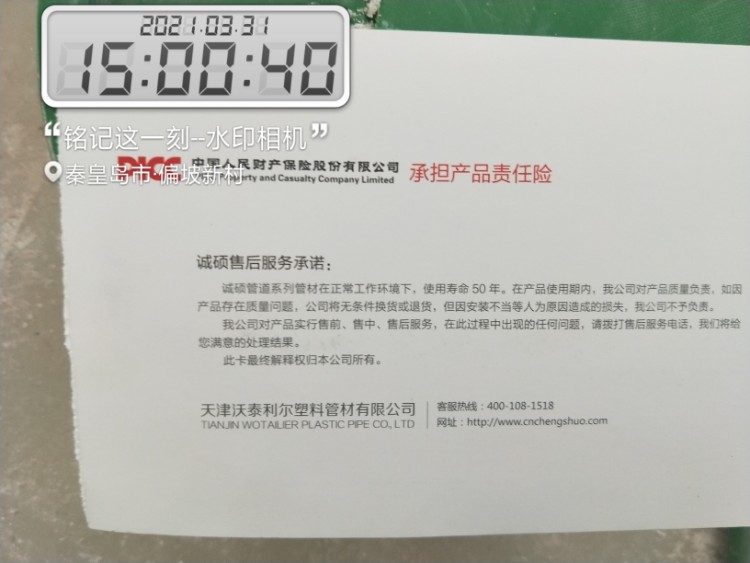 2021.03.31
15:00:40
“铭记这一刻--水印相机”
秦皇岛市·偏坡新村
PICC 中国人民财产保险股份有限公司 承担产品责任险
Property and Casualty Company Limited
诚硕售后服务承诺：
诚硕管道系列管材在正常工作环境下，使用寿命50年。在产品使用期内，我公司对产品质量负责，如因
产品存在质量问题，公司将无条件换货或退货，但因安装不当等人为原因造成的损失，我公司不予负责。
我公司对产品实行售前、售中、售后服务，在此过程中出现的任何问题，请拨打售后服务电话，我们将给
您满意的处理结果。
此卡最终解释权归本公司所有。
天津沃泰利尔塑料管材有限公司
TIANJIN WOTAILIER PLASTIC PIPE CO., LTD
客服热线：400-108-1518
网址：http://www.cnchengshuo.com